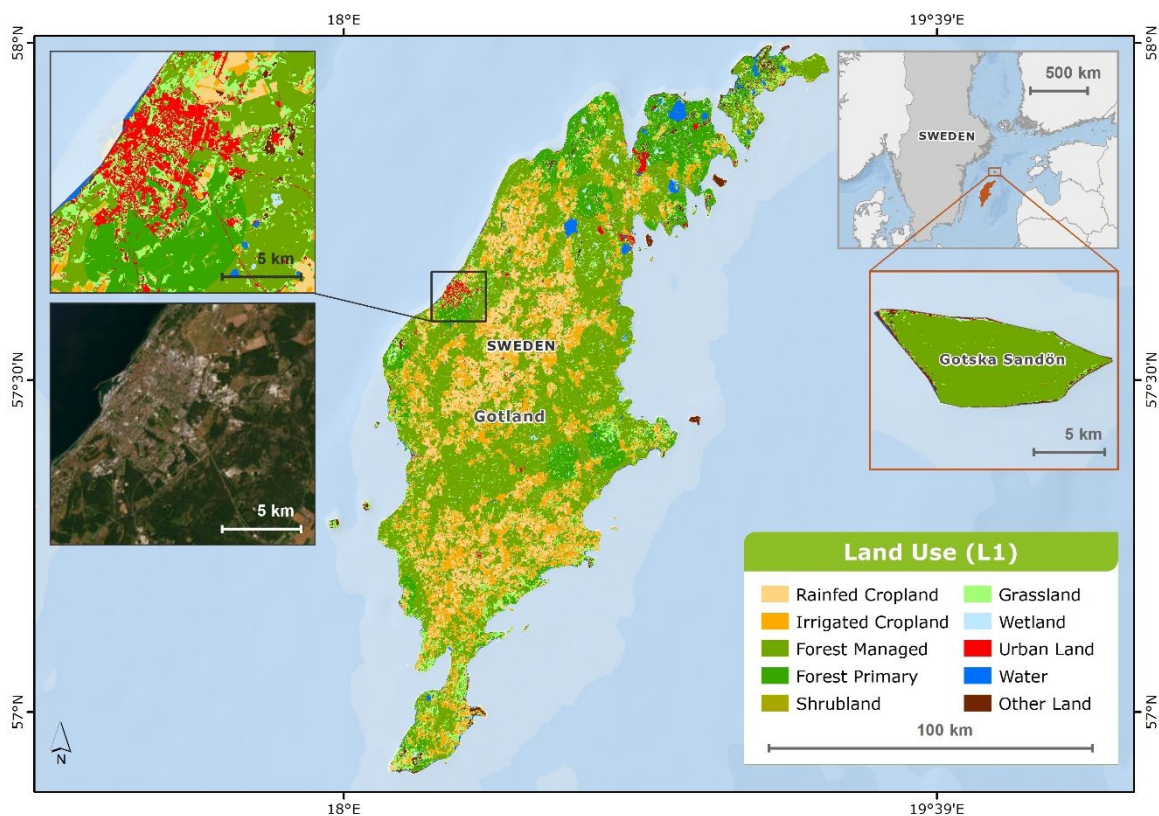 18°E
19°39'E
58°N
58°N
5 km
500 km
SWEDEN
SWEDEN
Gotland
57°30'N
57°30'N
Gotska Sandön
5 km
5 km
Land Use (L1)
Rainfed Cropland
Irrigated Cropland
Forest Managed
Forest Primary
Shrubland
Grassland
Wetland
Urban Land
Water
Other Land
100 km
57°N
57°N
N
18°E
19°39'E